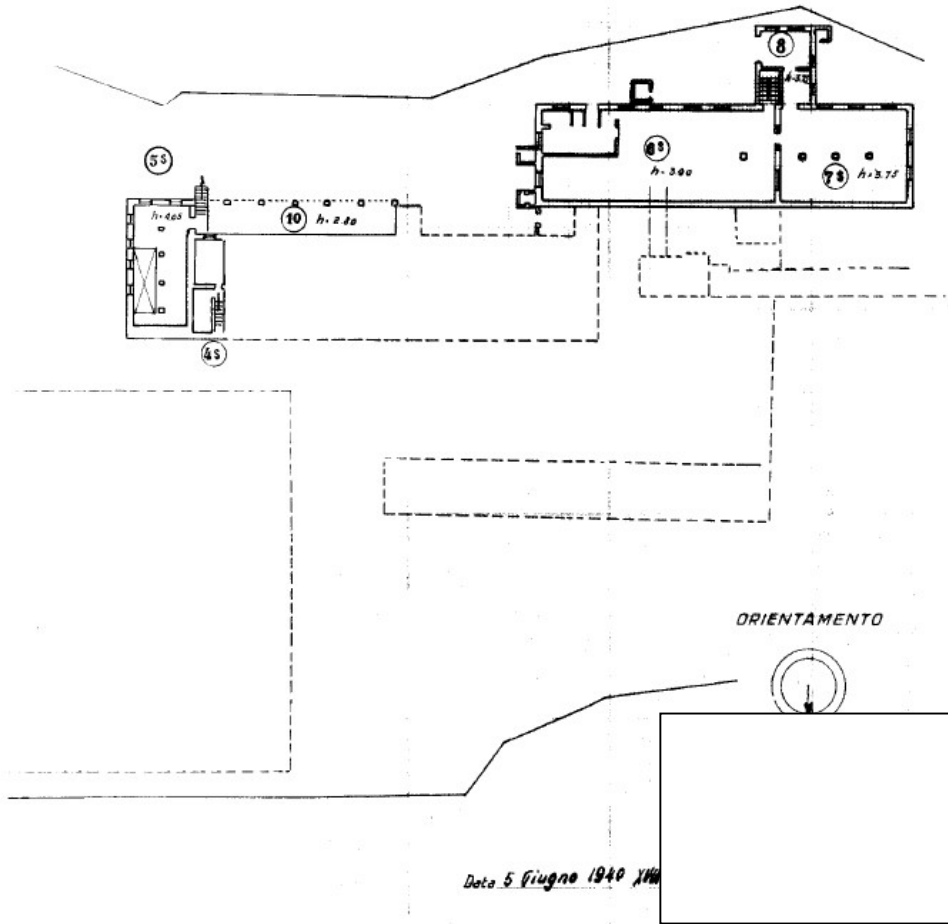 8
5S
6S
h=3.90
7S
h=3.75
h=4.05
10
h=2.80
4S
ORIENTAMENTO
Data 5 Giugno 1940 XVIII